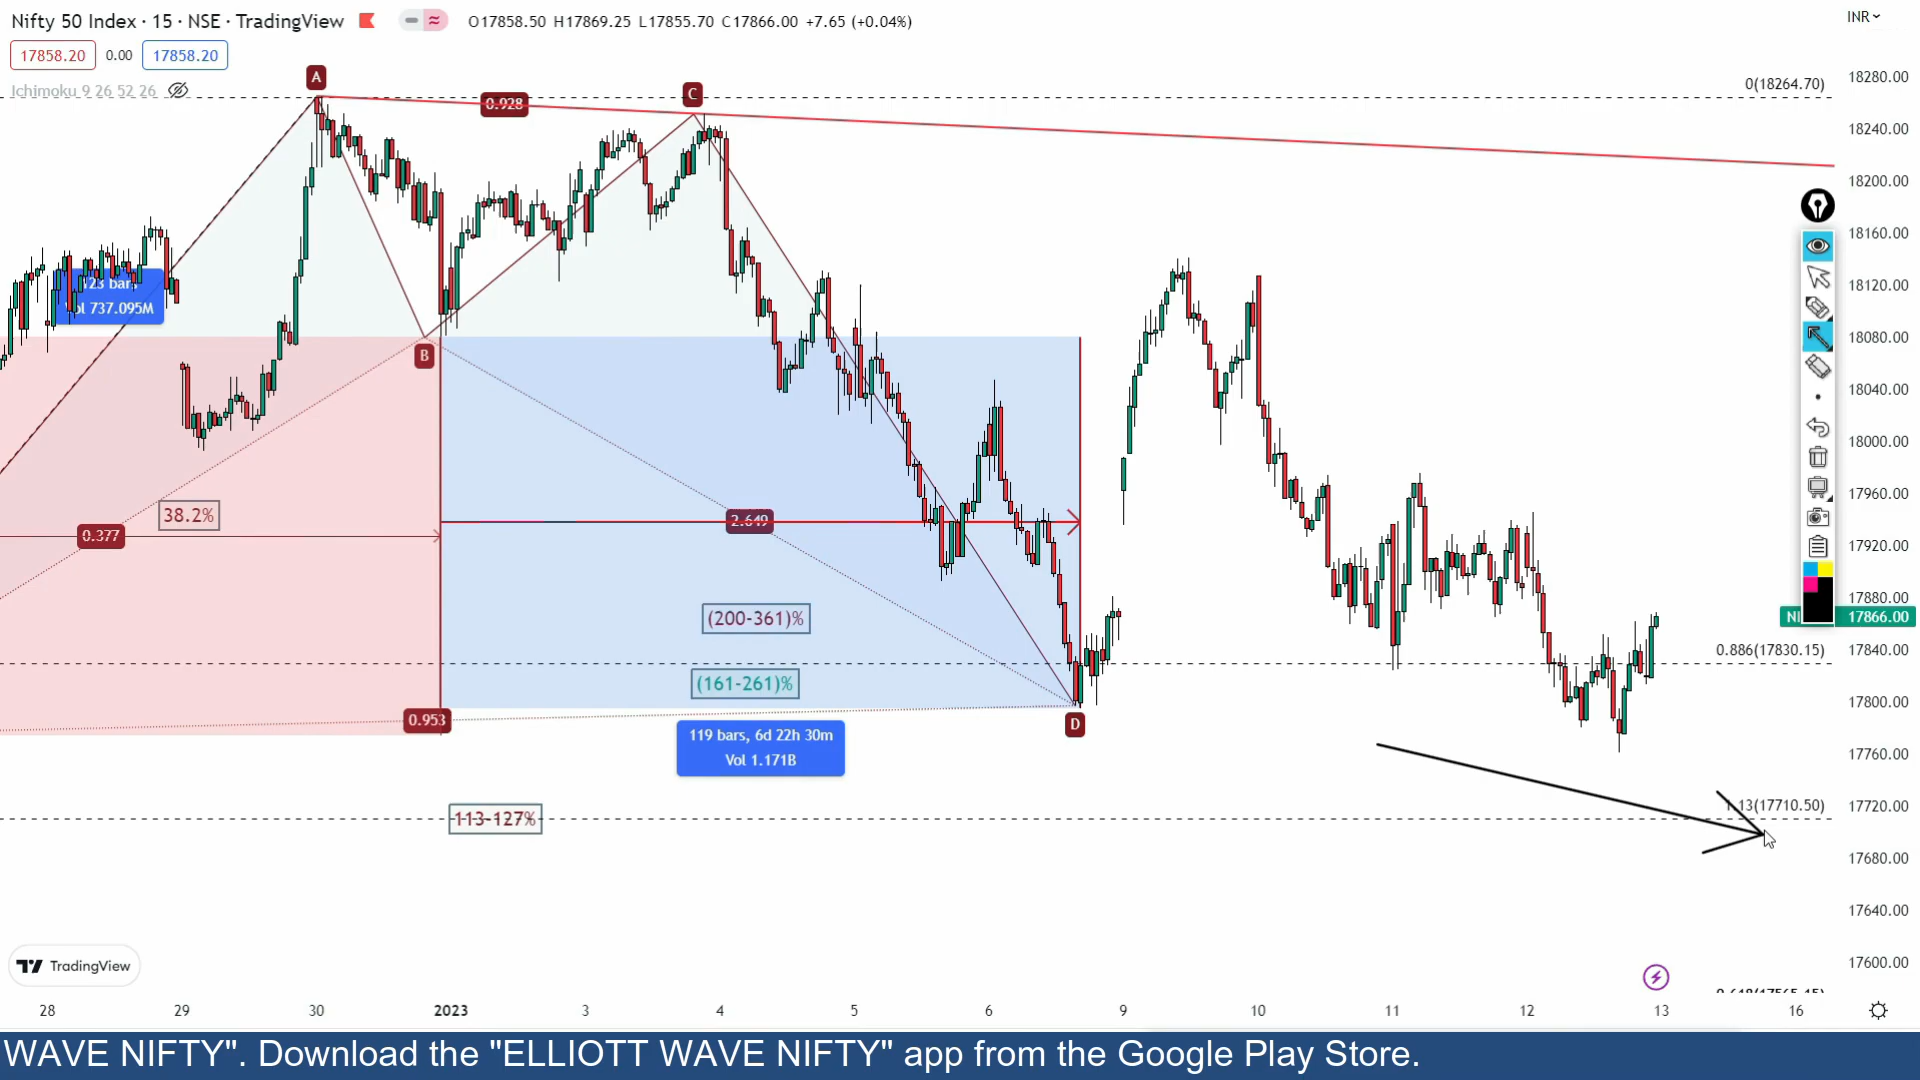 Nifty 50 Index · 15 · NSE · TradingView
O17858.50 H17869.25 L17855.70 C17866.00 +7.65 (+0.04%)
INR
17858.20 0.00 17858.20
Ichimoku 9 26 52 26
A
C
0.928
0(18264.70)
18280.00
18240.00
18200.00
18160.00
18120.00
18080.00
18040.00
18000.00
17960.00
17920.00
17880.00
17866.00
17840.00
17800.00
17760.00
17720.00
17680.00
17640.00
17600.00
Vol 737.095M
B
38.2%
0.377
2.649
(200-361)%
0.886(17830.15)
(161-261)%
0.953
D
119 bars, 6d 22h 30m
Vol 1.171B
1.13(17710.50)
113-127%
TradingView
28 29 30 2023 3 4 5 6 9 10 11 12 13 16
WAVE NIFTY". Download the "ELLIOTT WAVE NIFTY" app from the Google Play Store.